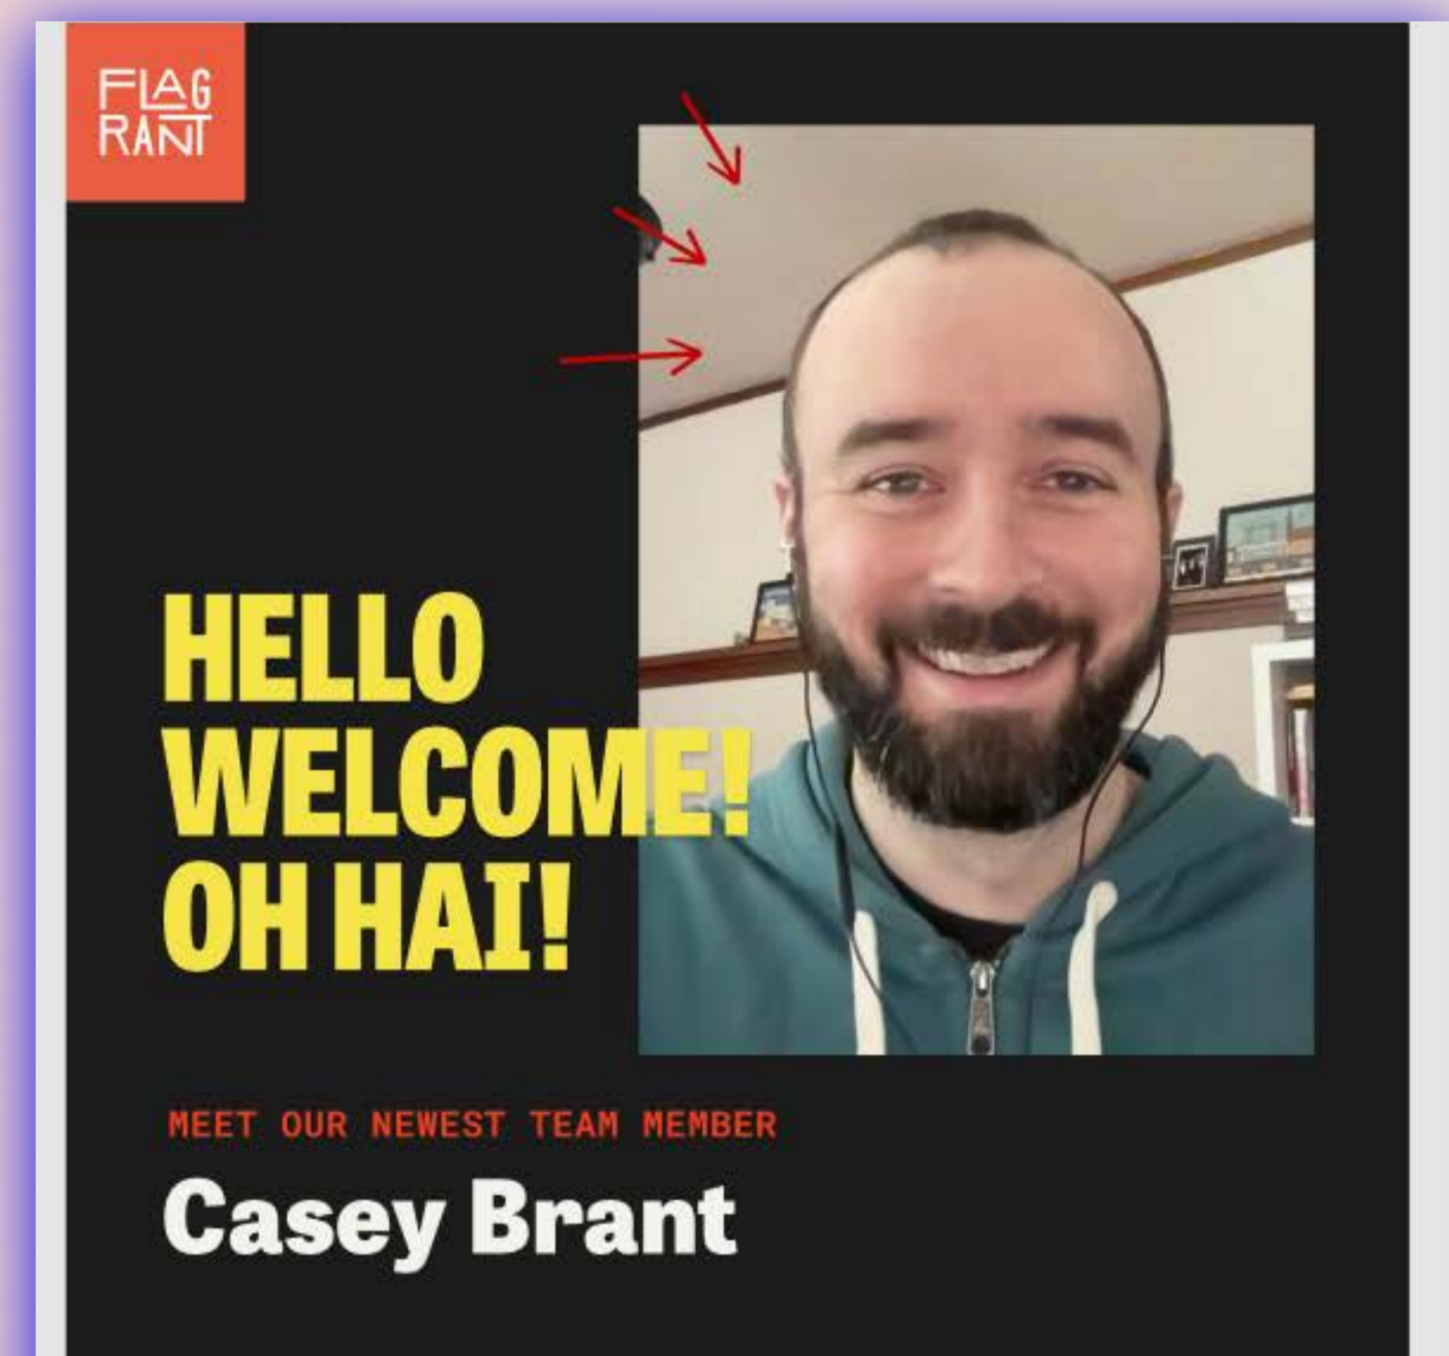 FLAG
RANT
HELLO
WELCOME!
OH HAI!
MEET OUR NEWEST TEAM MEMBER
Casey Brant